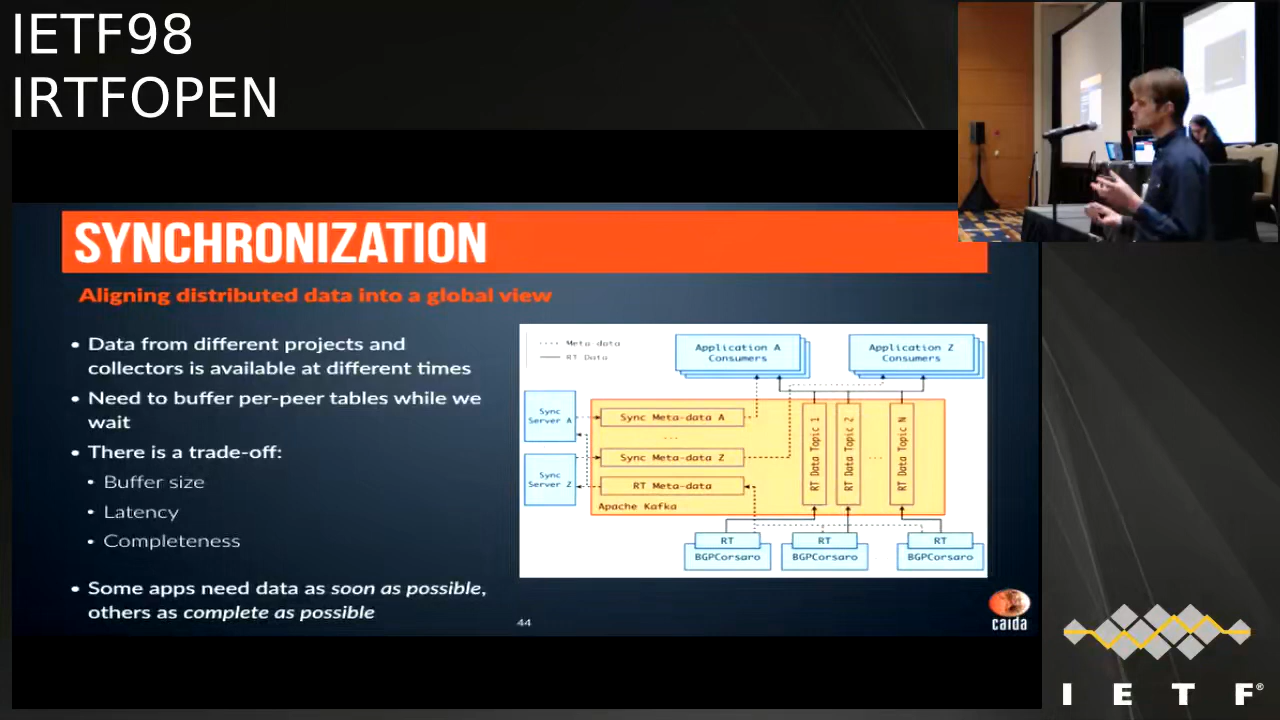 IETF98
IRTFOPEN
SYNCHRONIZATION
Aligning distributed data into a global view
• Data from different projects and
collectors is available at different times
• Need to buffer per-peer tables while we
wait
• There is a trade-off:
• Buffer size
• Latency
• Completeness
• Some apps need data as soon as possible,
others as complete as possible
Meta-data
RT Data
Application A
Consumers
Application Z
Consumers
Sync
Server A
Sync
Server Z
Sync Meta-data A
...
Sync Meta-data Z
RT Meta-data
Apache Kafka
RT Data Topic 1
RT Data Topic 2
...
RT Data Topic N
RT
BGPCorsaro
RT
BGPCorsaro
RT
BGPCorsaro
44
caida
I E T F®